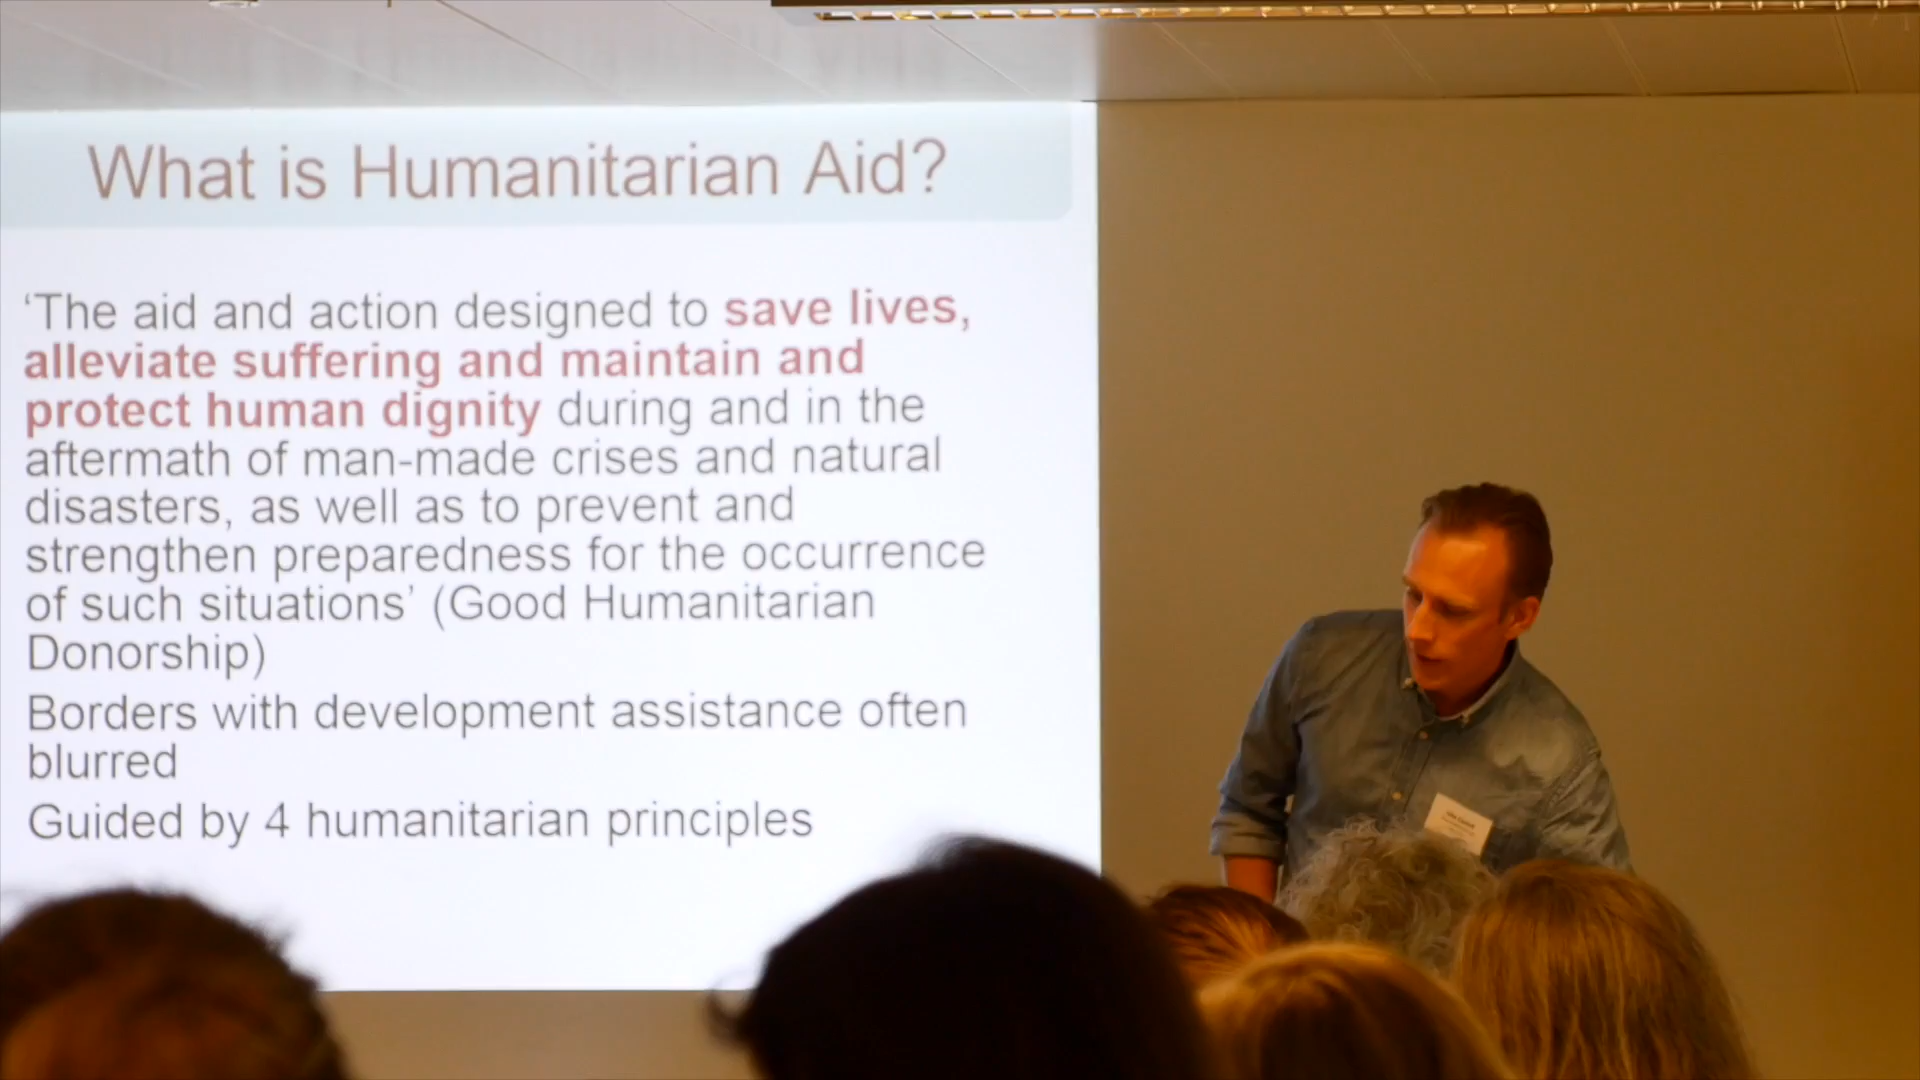 What is Humanitarian Aid?
‘The aid and action designed to save lives,
alleviate suffering and maintain and
protect human dignity during and in the
aftermath of man-made crises and natural
disasters, as well as to prevent and
strengthen preparedness for the occurrence
of such situations’ (Good Humanitarian
Donorship)
Borders with development assistance often
blurred
Guided by 4 humanitarian principles